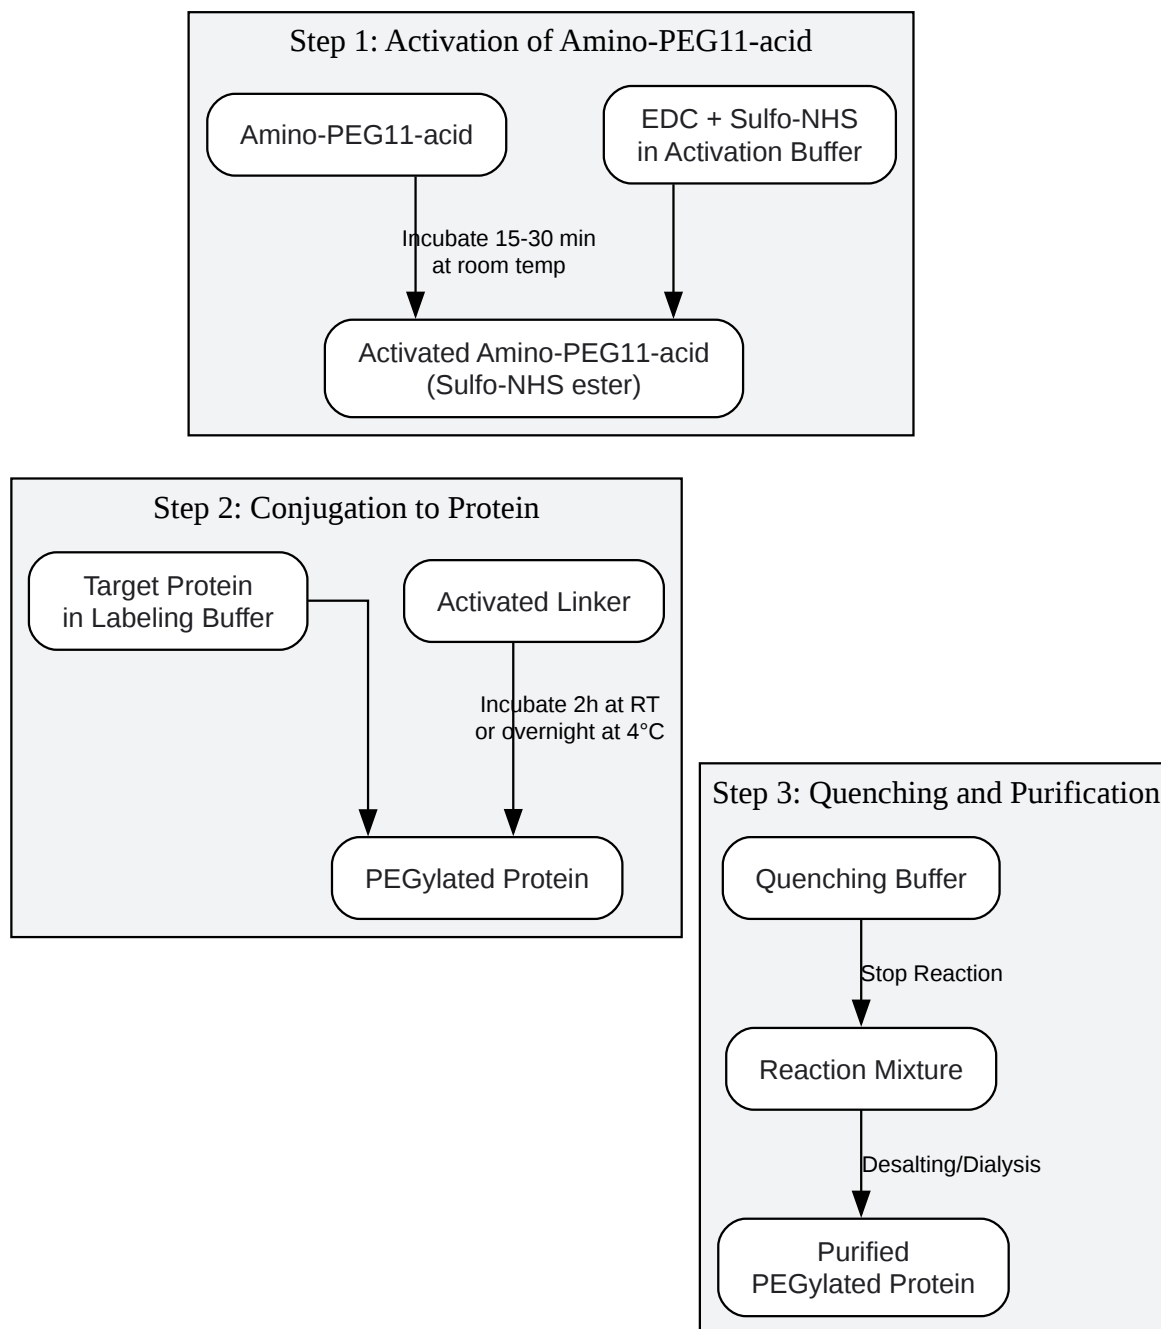 Step 1: Activation of Amino-PEG11-acid
Amino-PEG11-acid
EDC + Sulfo-NHS
in Activation Buffer
Incubate 15-30 min
at room temp
Activated Amino-PEG11-acid
(Sulfo-NHS ester)
Step 2: Conjugation to Protein
Target Protein
in Labeling Buffer
Activated Linker
Incubate 2h at RT
or overnight at 4°C
PEGylated Protein
Step 3: Quenching and Purification
Quenching Buffer
Stop Reaction
Reaction Mixture
Desalting/Dialysis
Purified
PEGylated Protein